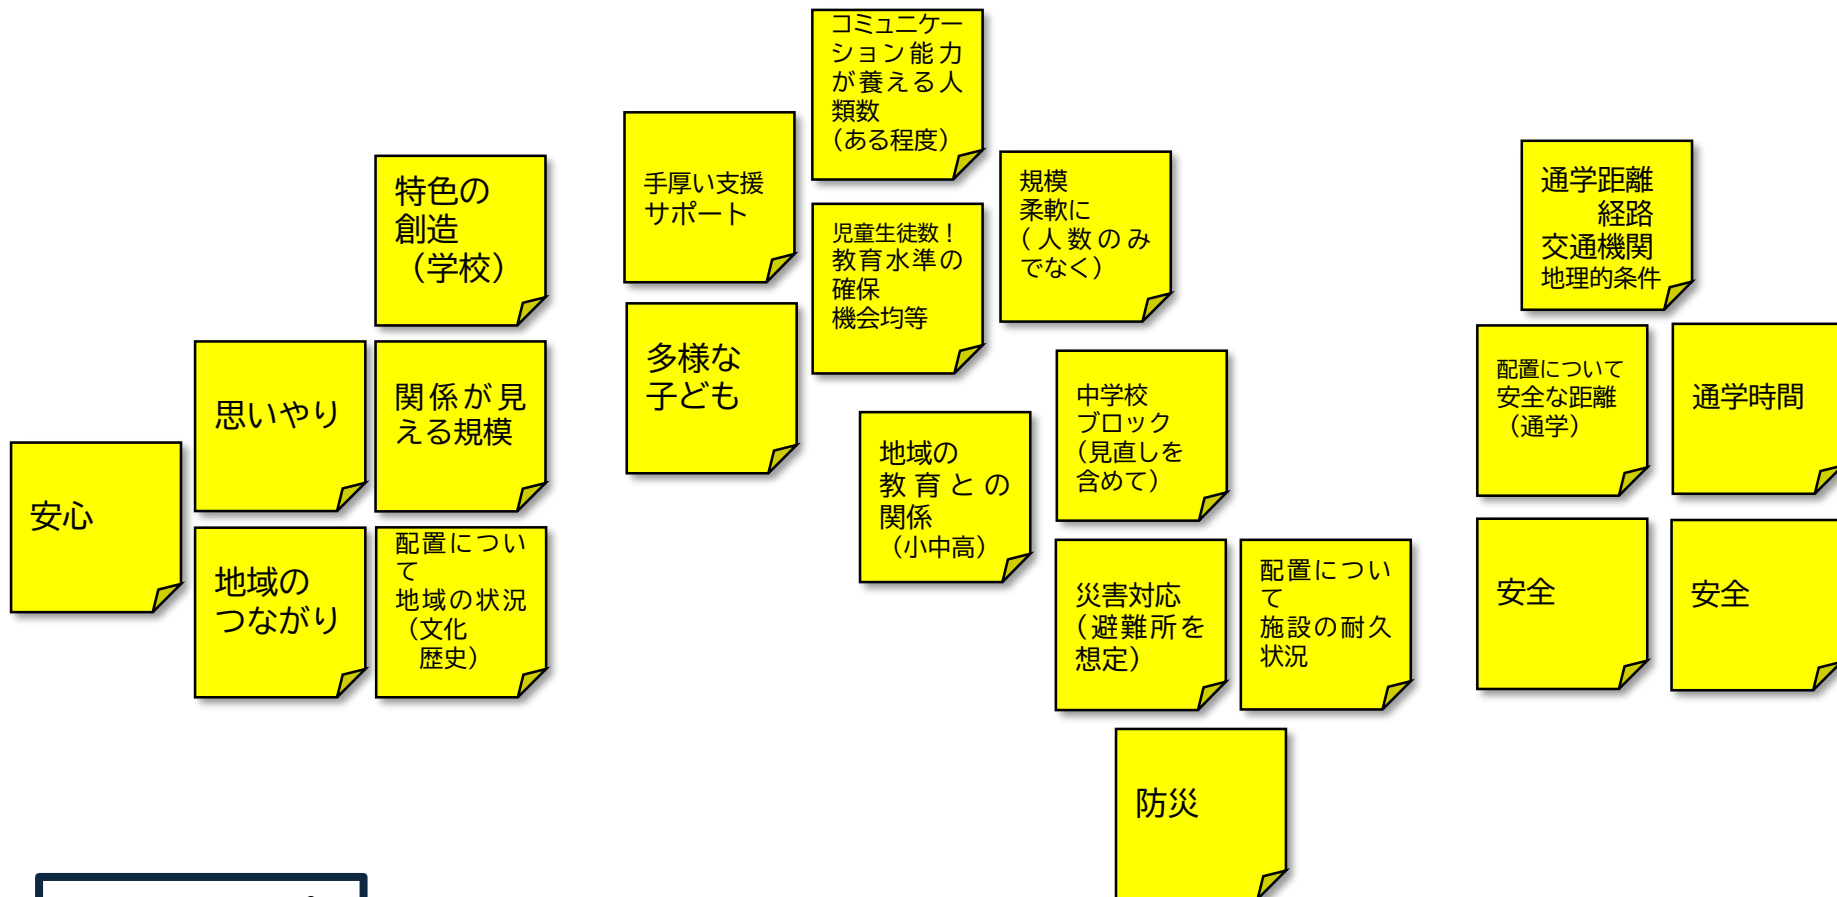 コミュニケー
ション能力
が養える人
類数
（ある程度）
特色の
創造
（学校）
手厚い支援
サポート
児童生徒数！
教育水準の
確保
機会均等
規模
柔軟に
（人数のみ
でなく）
通学距離
経路
交通機関
地理的条件
思いやり
関係が見
える規模
多様な
子ども
中学校
ブロック
（見直しを
含めて）
配置について
安全な距離
（通学）
通学時間
安心
地域の
つながり
配置につい
て
地域の状況
（文化
歴史）
地域の
教育との
関係
（小中高）
災害対応
（避難所を
想定）
配置につい
て
施設の耐久
状況
安全
安全
防災